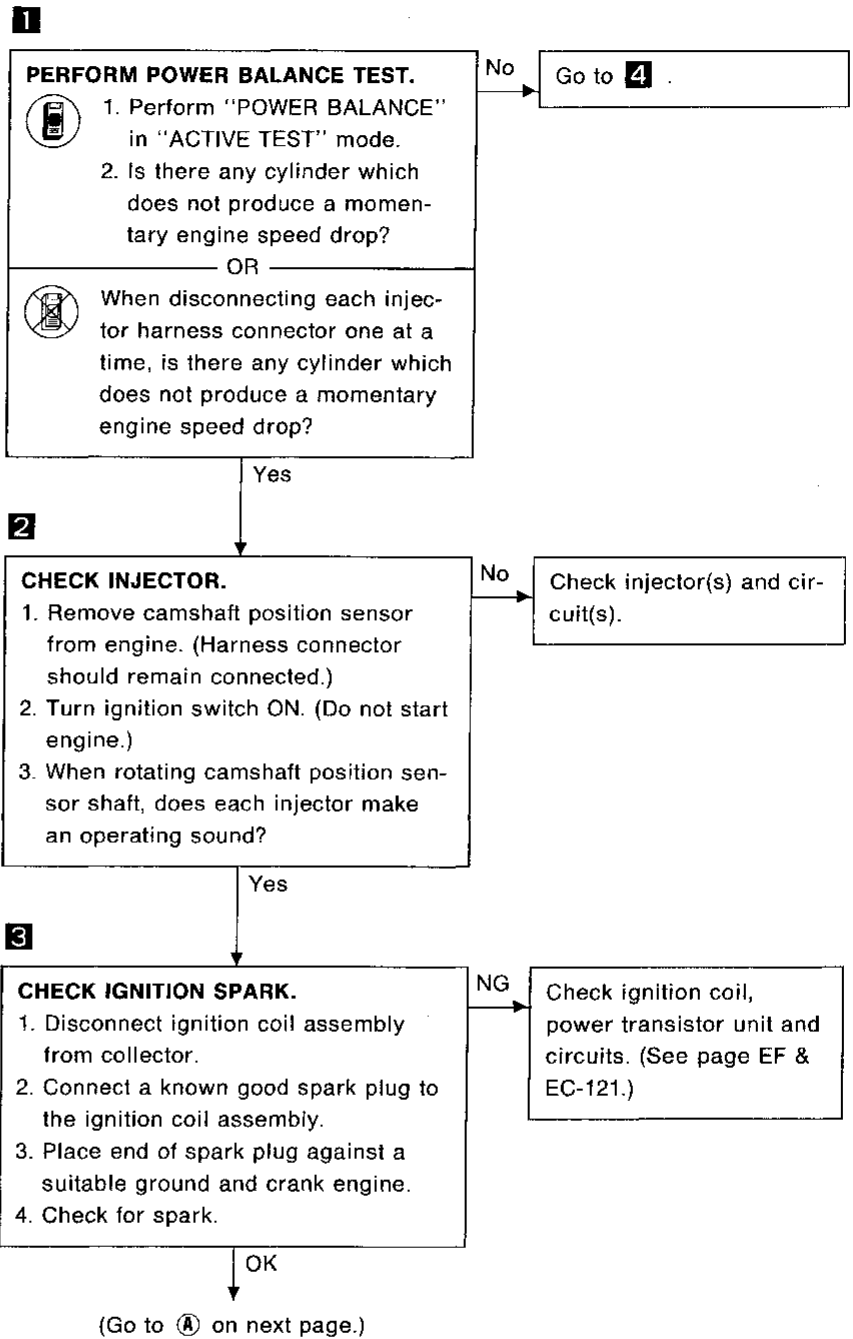 1
PERFORM POWER BALANCE TEST.
1. Perform "POWER BALANCE"
in "ACTIVE TEST" mode.
2. Is there any cylinder which
does not produce a momen-
tary engine speed drop?
OR
When disconnecting each injec-
tor harness connector one at a
time, is there any cylinder which
does not produce a momentary
engine speed drop?
No
Go to 4 .
Yes
2
CHECK INJECTOR.
1. Remove camshaft position sensor
from engine. (Harness connector
should remain connected.)
2. Turn ignition switch ON. (Do not start
engine.)
3. When rotating camshaft position sen-
sor shaft, does each injector make
an operating sound?
No
Check injector(s) and cir-
cuit(s).
Yes
3
CHECK IGNITION SPARK.
1. Disconnect ignition coil assembly
from collector.
2. Connect a known good spark plug to
the ignition coil assembly.
3. Place end of spark plug against a
suitable ground and crank engine.
4. Check for spark.
NG
Check ignition coil,
power transistor unit and
circuits. (See page EF &
EC-121.)
OK
(Go to Ⓐ on next page.)